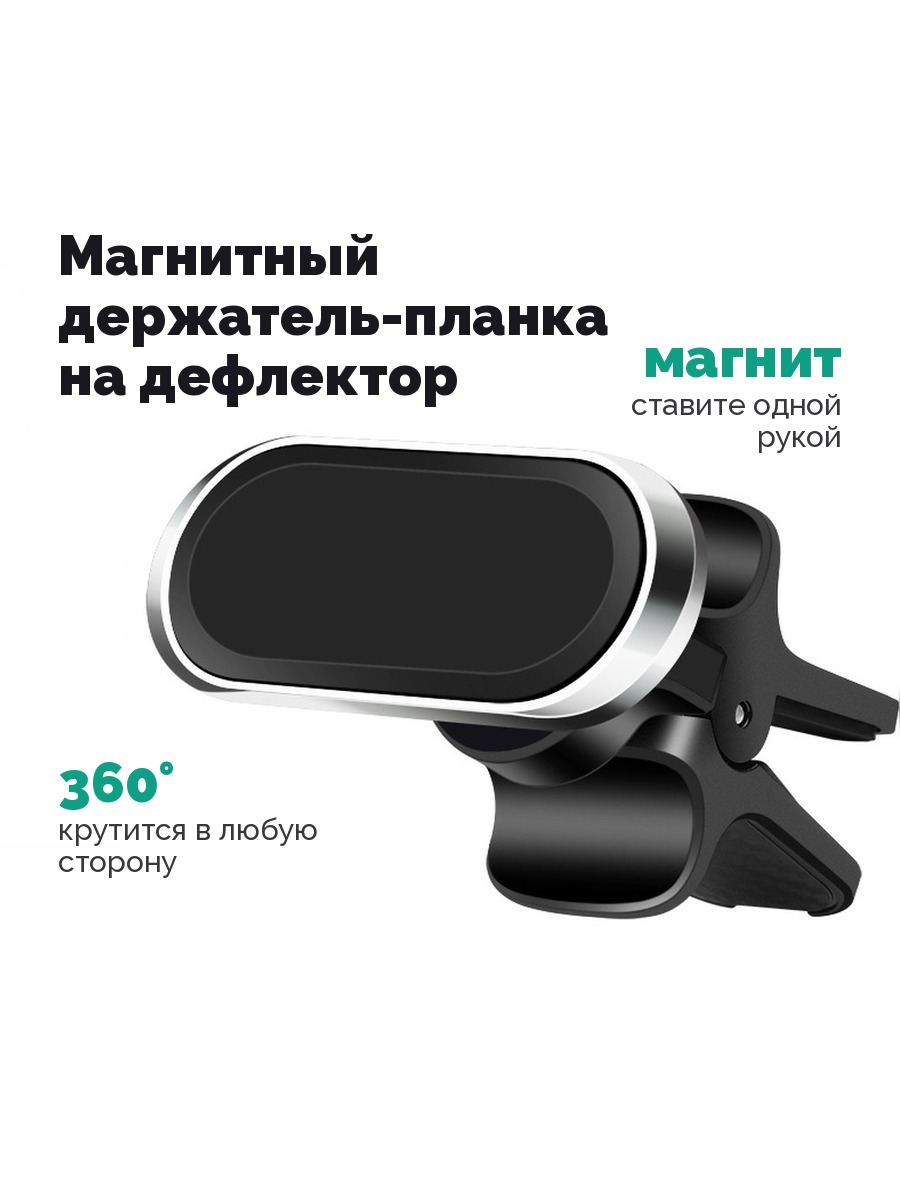 Магнитный
держатель-планка
на дефлектор
магнит
ставите одной
рукой
360°
крутится в любую
сторону